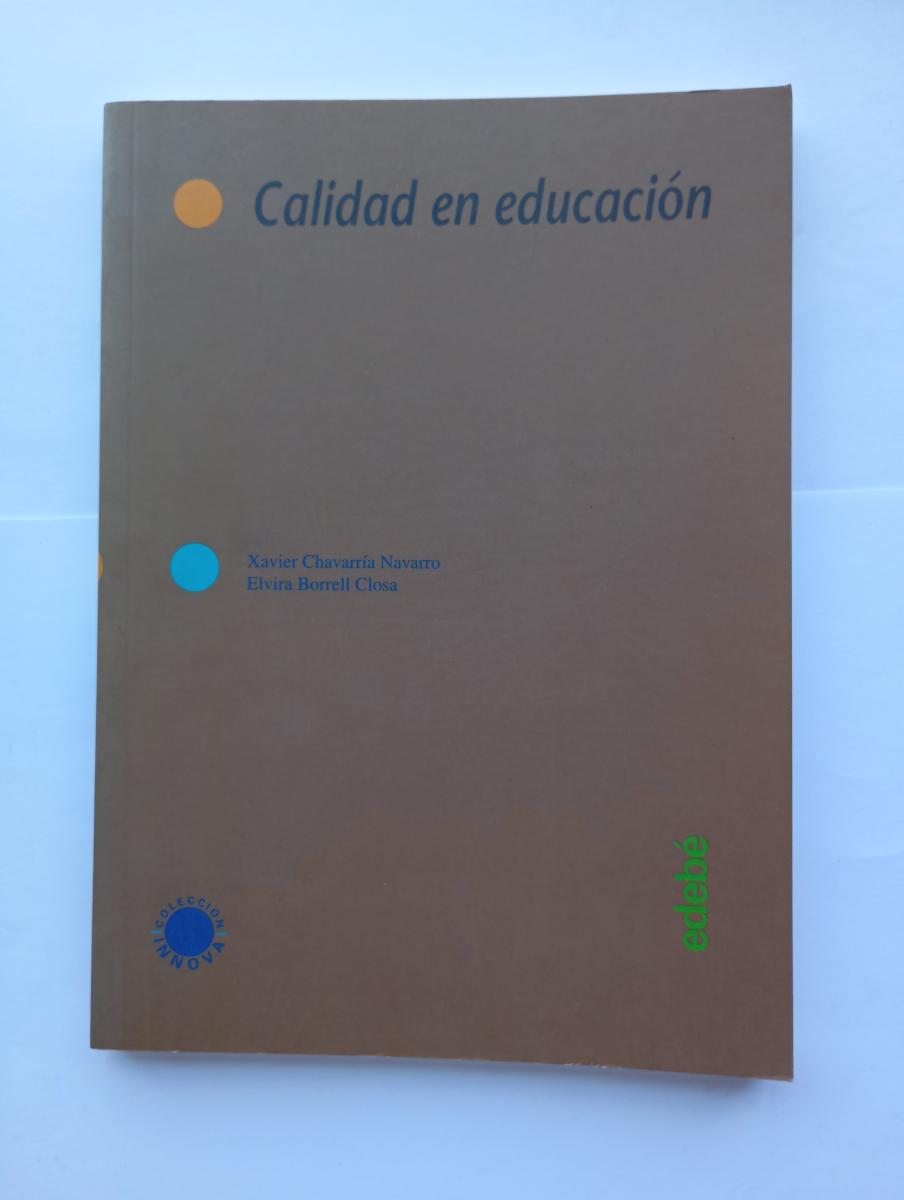 Calidad en educación
Xavier Chavarría Navarro
Elvira Borrell Closa
COLECCIÓN
INNOVA
edebé